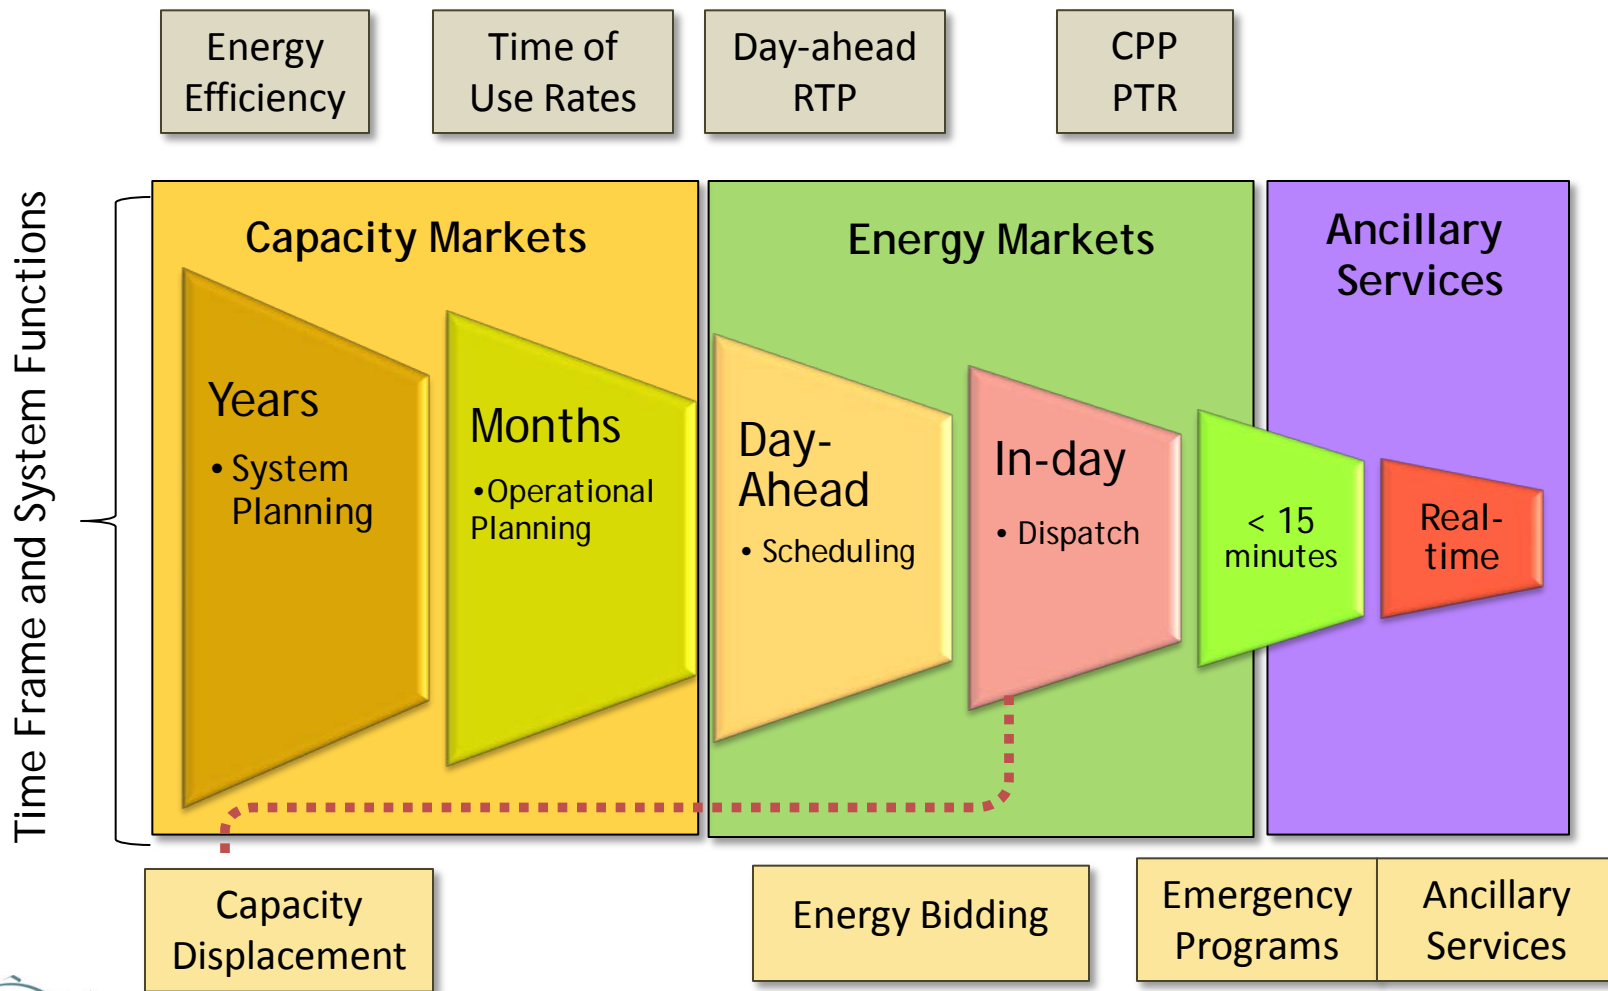 Energy
Efficiency
Time of
Use Rates
Day-ahead
RTP
CPP
PTR
Time Frame and System Functions
Capacity Markets
Energy Markets
Ancillary
Services
Years
• System
Planning
Months
•Operational
Planning
Day-
Ahead
• Scheduling
In-day
• Dispatch
< 15
minutes
Real-
time
Capacity
Displacement
Energy Bidding
Emergency
Programs
Ancillary
Services